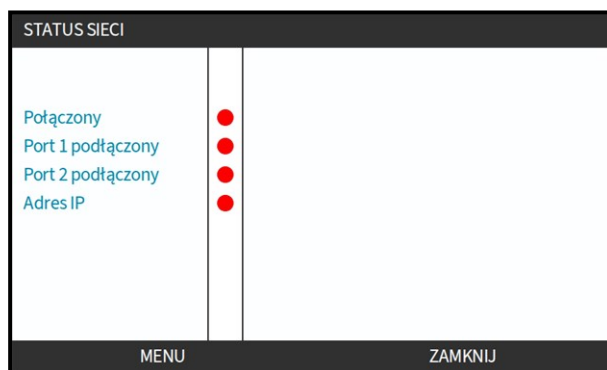 STATUS SIECI
Połączony
Port 1 podłączony
Port 2 podłączony
Adres IP
MENU
ZAMKNIJ